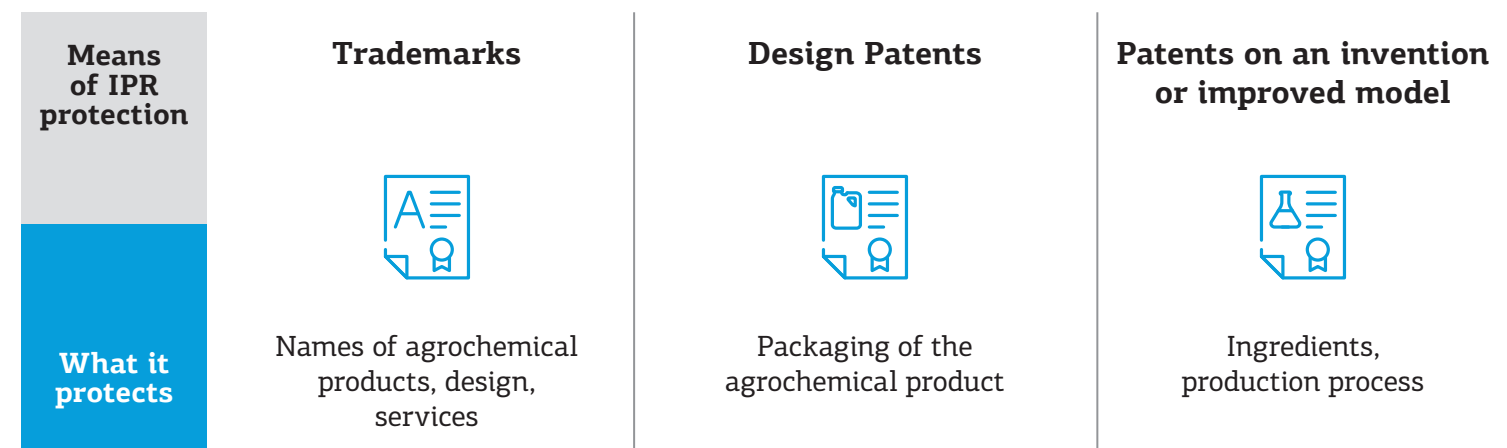 Means
of IPR
protection
Trademarks
Design Patents
Patents on an invention
or improved model
A
What it
protects
Names of agrochemical
products, design,
services
Packaging of the
agrochemical product
Ingredients,
production process